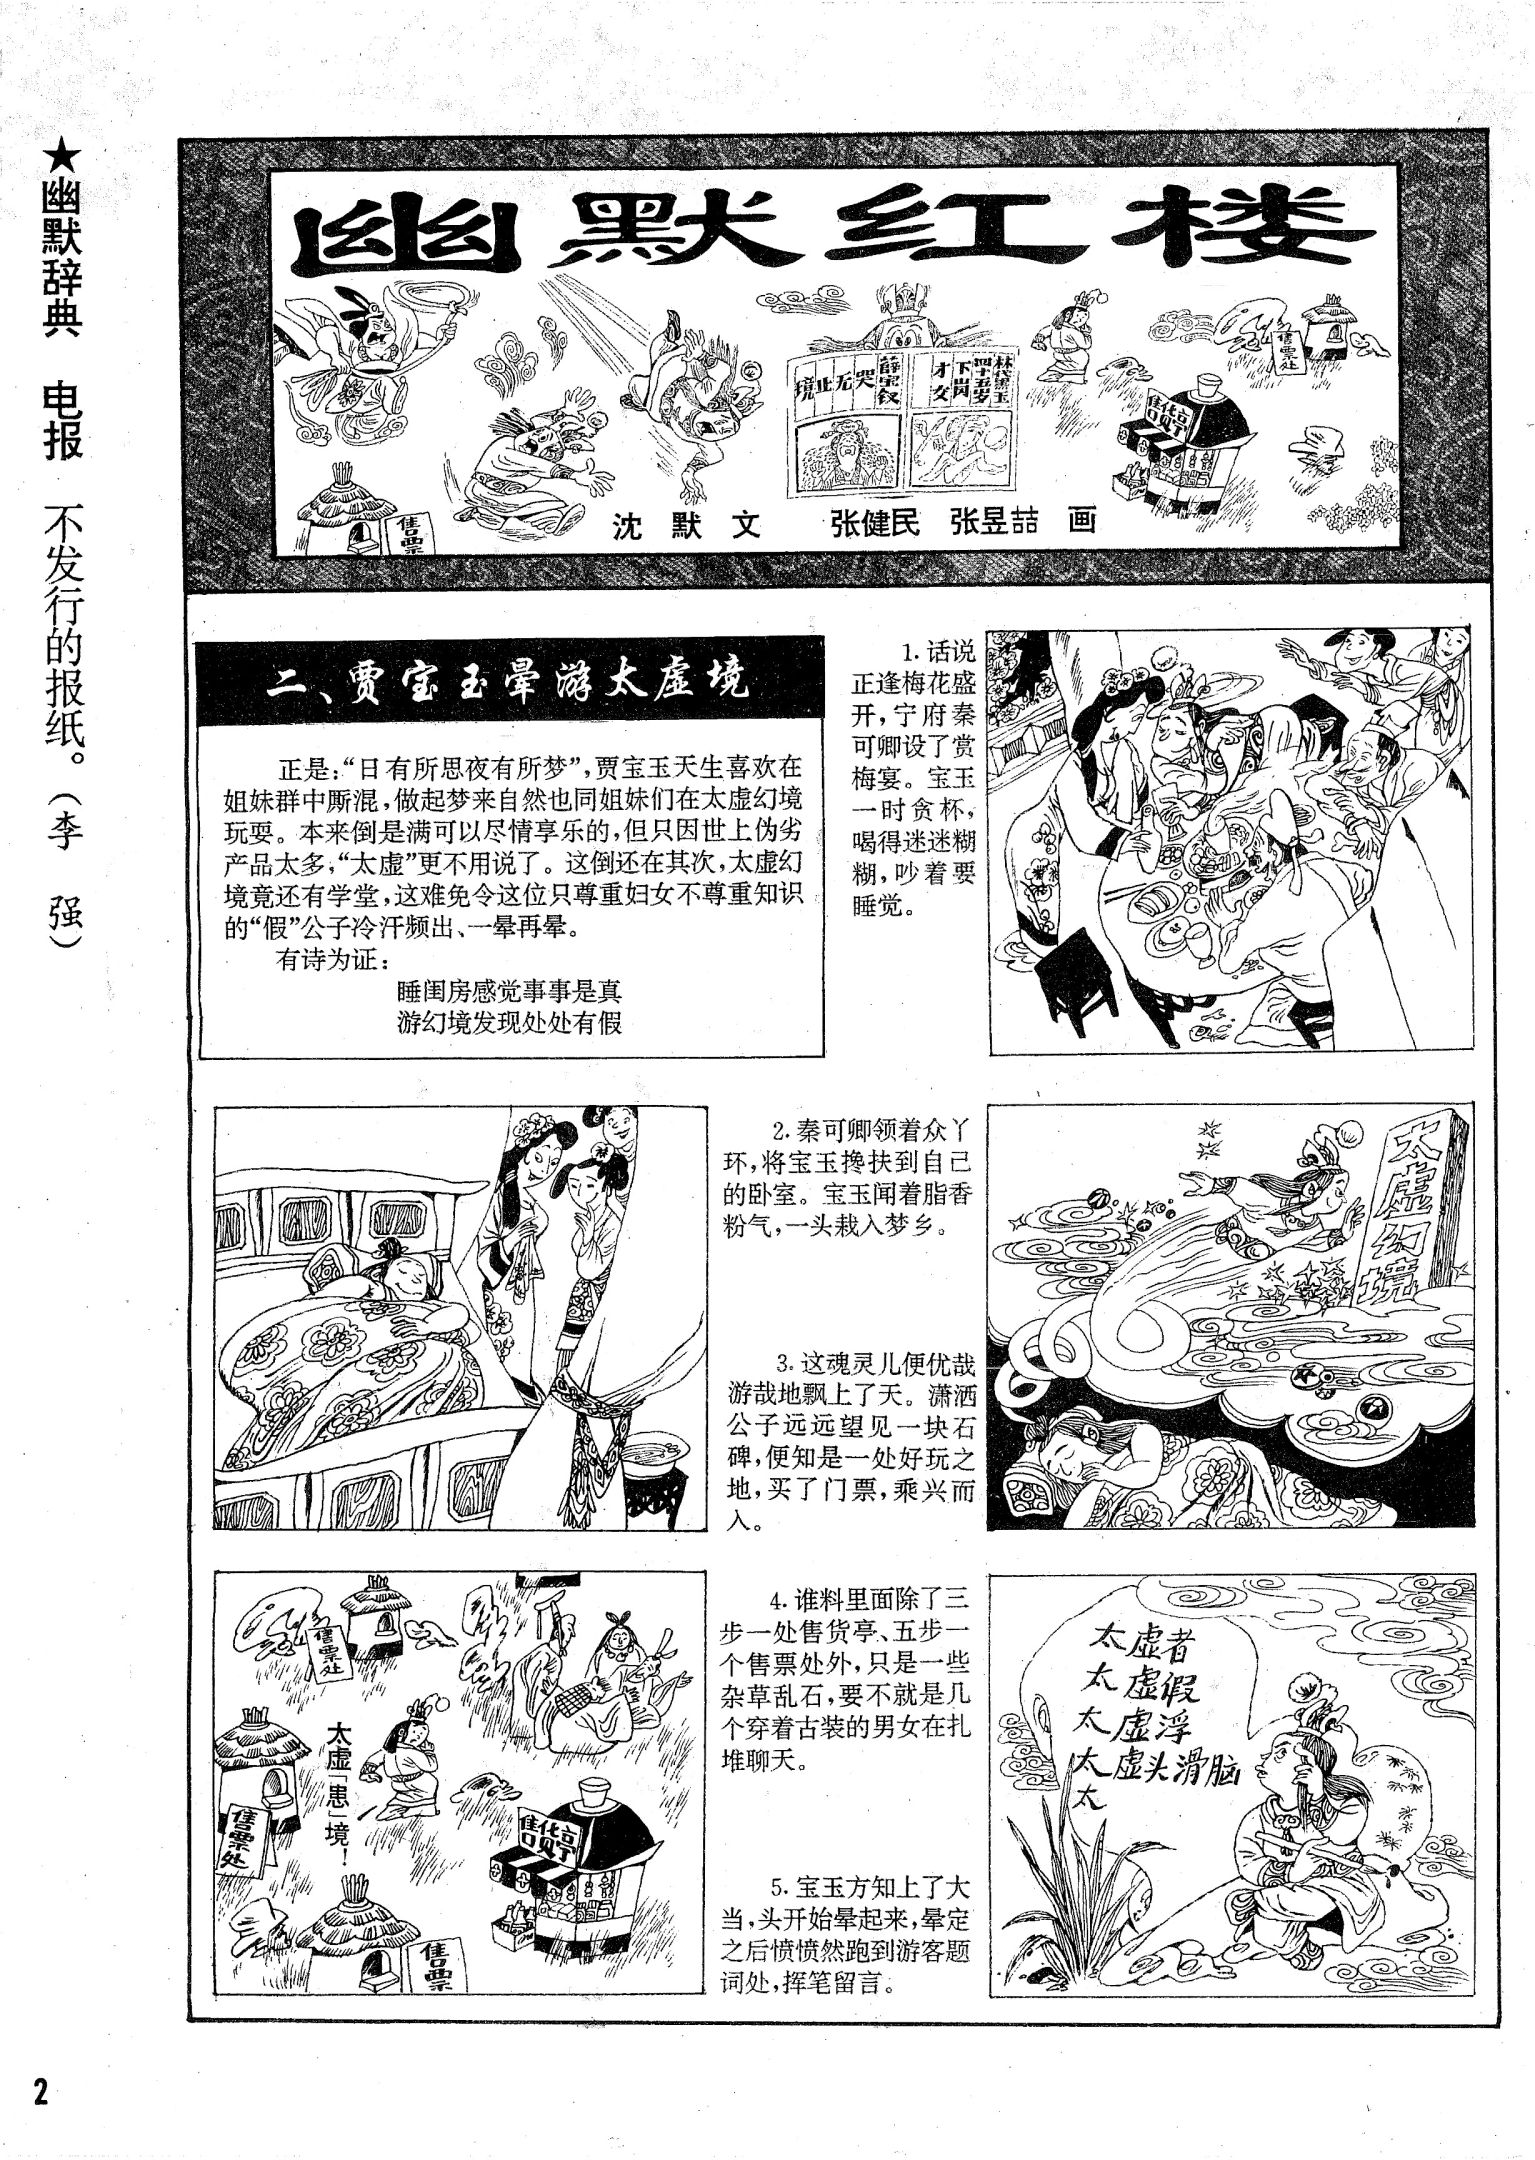 ★幽默辞典　电报　不发行的报纸。（李　强）
幽默红楼
林代黛玉
四十五岁
下岗
才女
薛宝钗
哭
无
止
境
售票处
售货亭
售票
沈　默　文　　张健民　张昱喆　画
二、贾宝玉晕游太虚境
正是：“日有所思夜有所梦”，贾宝玉天生喜欢在
姐妹群中厮混，做起梦来自然也同姐妹们在太虚幻境
玩耍。本来倒是满可以尽情享乐的，但只因世上伪劣
产品太多，“太虚”更不用说了。这倒还在其次，太虚幻
境竟还有学堂，这难免令这位只尊重妇女不尊重知识
的“假”公子冷汗频出、一晕再晕。
有诗为证：
睡闺房感觉事事是真
游幻境发现处处有假
1. 话说
正逢梅花盛
开，宁府秦
可卿设了赏
梅宴。宝玉
一时贪杯，
喝得迷迷糊
糊，吵着要
睡觉。
2. 秦可卿领着众丫
环，将宝玉搀扶到自己
的卧室。宝玉闻着脂香
粉气，一头栽入梦乡。
3. 这魂灵儿便优哉
游哉地飘上了天。潇洒
公子远远望见一块石
碑，便知是一处好玩之
地，买了门票，乘兴而
入。
太虚幻境
4. 谁料里面除了三
步一处售货亭、五步一
个售票处外，只是一些
杂草乱石，要不就是几
个穿着古装的男女在扎
堆聊天。
售票处
售票处
太虚「患」境！
售货亭
售票
5. 宝玉方知上了大
当，头开始晕起来，晕定
之后愤愤然跑到游客题
词处，挥笔留言。
太虚者
太虚假
太虚浮
太虚头滑脑
太
2